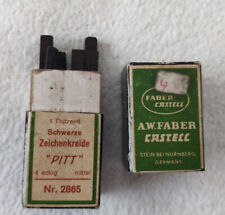 1 Dutzend
Schwarze
Zeichenkreide
"PITT"
4 eckig mittel
Nr. 2865
FABER
CASTELL
A.W. FABER
CASTELL
STEIN BEI NÜRNBERG
GERMANY